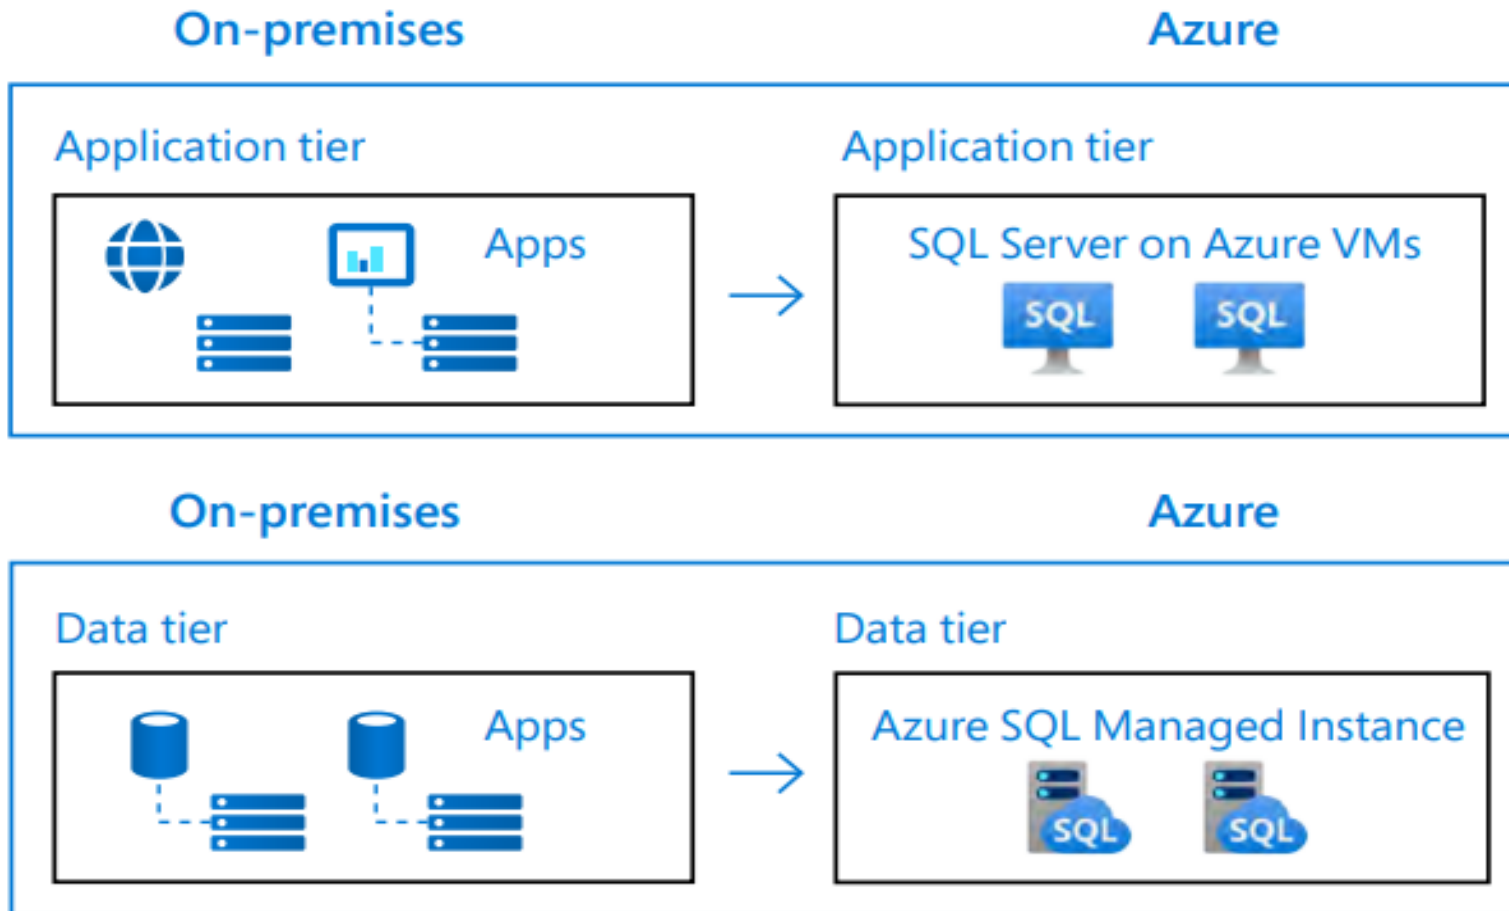 On-premises
Azure
Application tier
Application tier
Apps
SQL Server on Azure VMs
SQL
SQL
On-premises
Azure
Data tier
Data tier
Apps
Azure SQL Managed Instance
SQL
SQL